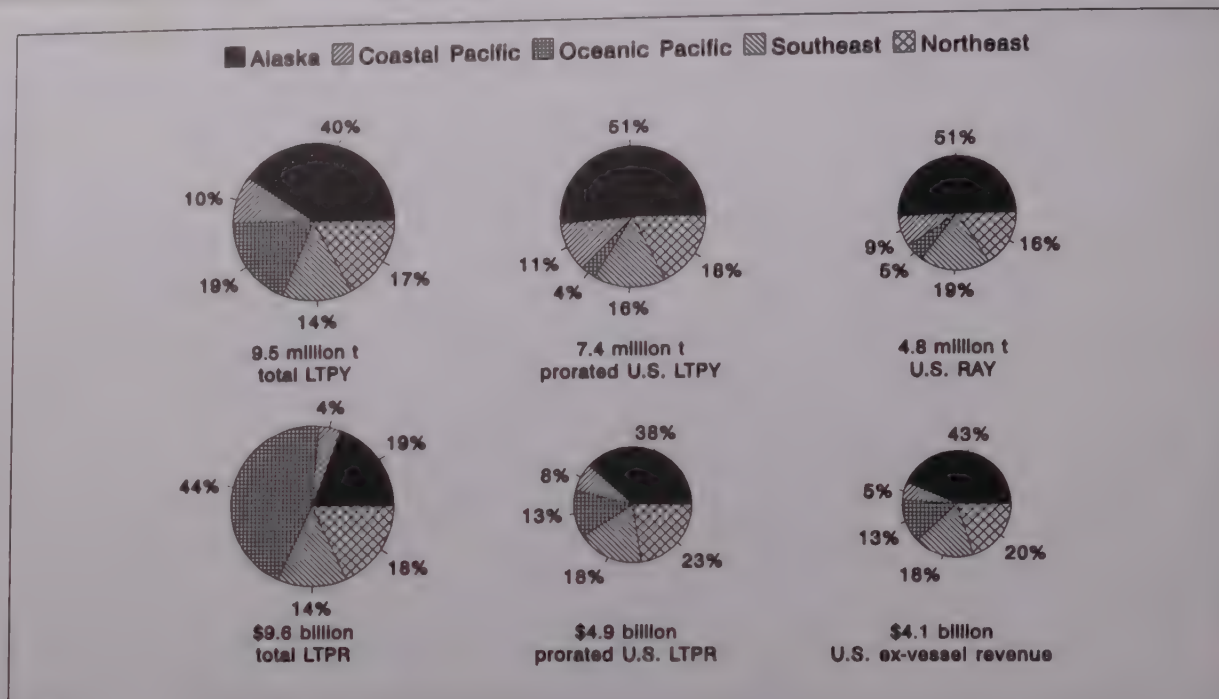 Alaska Coastal Pacific Oceanic Pacific Southeast Northeast
40%
10%
19%
14%
17%
9.5 million t
total LTPY
51%
11%
4%
16%
18%
7.4 million t
prorated U.S. LTPY
51%
9%
5%
19%
16%
4.8 million t
U.S. RAY
4%
19%
44%
14%
18%
$9.6 billion
total LTPR
38%
8%
13%
18%
23%
$4.9 billion
prorated U.S. LTPR
43%
5%
13%
18%
20%
$4.1 billion
U.S. ex-vessel revenue